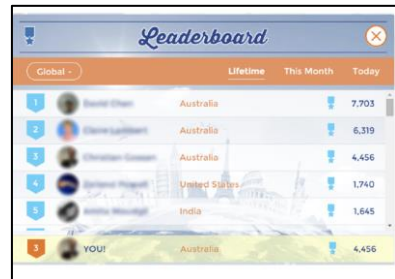 Leaderboard
Global
Lifetime This Month Today
1 Australia 7,703
2 Australia 6,319
3 Australia 4,456
4 United States 1,740
5 India 1,645
3 YOU! Australia 4,456